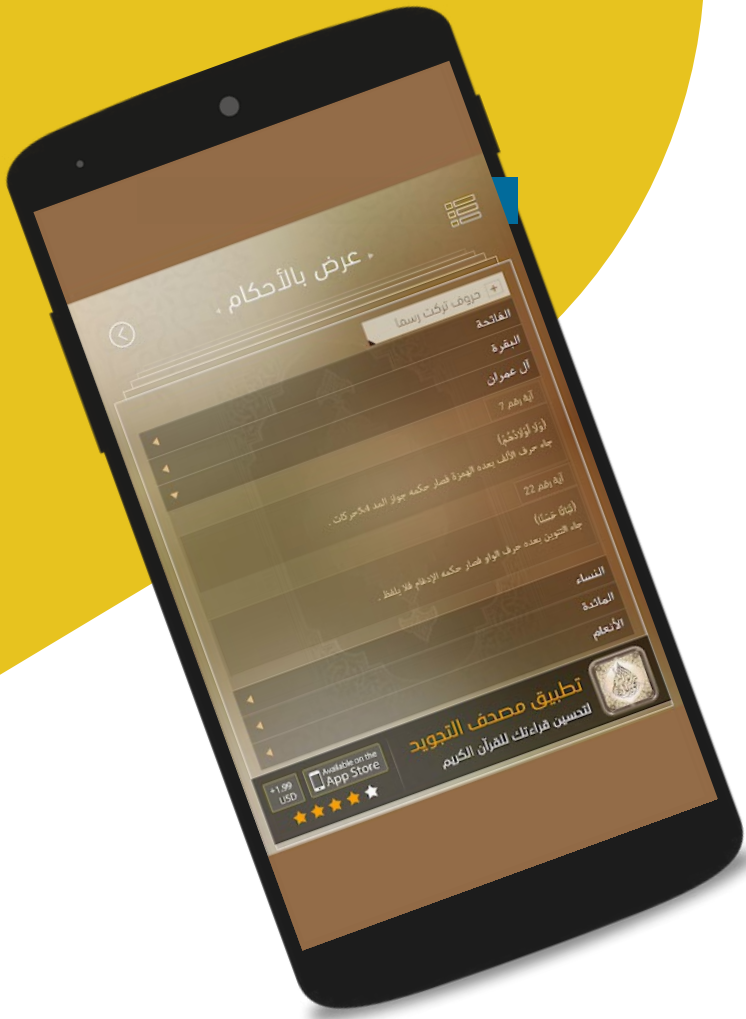 عرض بالأحكام
+ حروف تركت رسما
الفاتحة
البقرة
آل عمران
آية رقم 7
(وَلَا أَوْلَادُهُمْ)
جاء حرف الألف بعده الهمزة فصار حكمه جواز المد حركات .
آية رقم 22
حَسَنًا)
جاء التنوين بعده حرف الواو فصار حكمه الإدغام فلا يلفظ .
النساء
المائدة
الأنعام
تطبيق مصحف التجويد
لتحسين قراءتك للقرآن الكريم
Available on the
App Store
+1.99
USD